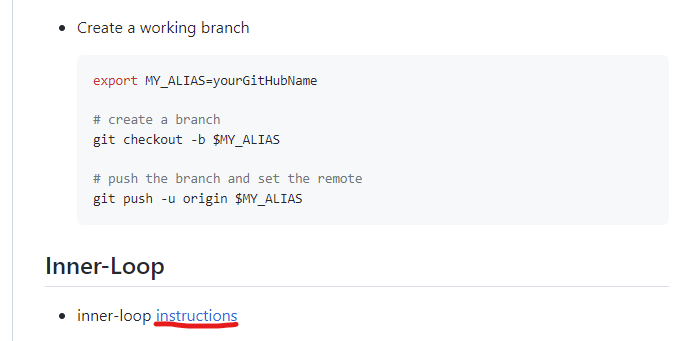 Create a working branch
export MY_ALIAS=yourGitHubName
# create a branch
git checkout -b $MY_ALIAS
# push the branch and set the remote
git push -u origin $MY_ALIAS
Inner-Loop
inner-loop instructions